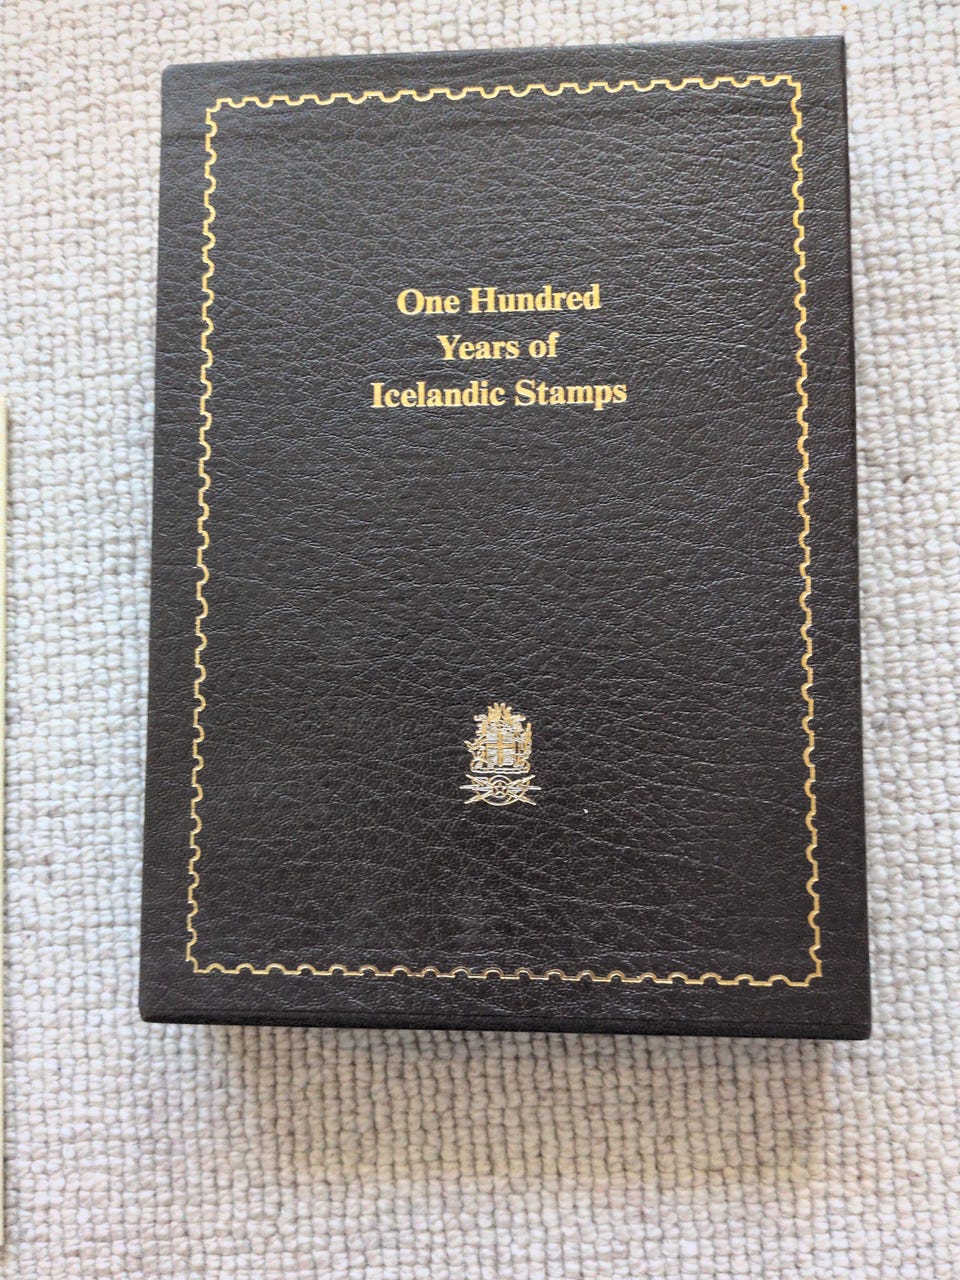 One Hundred
Years of
Icelandic Stamps